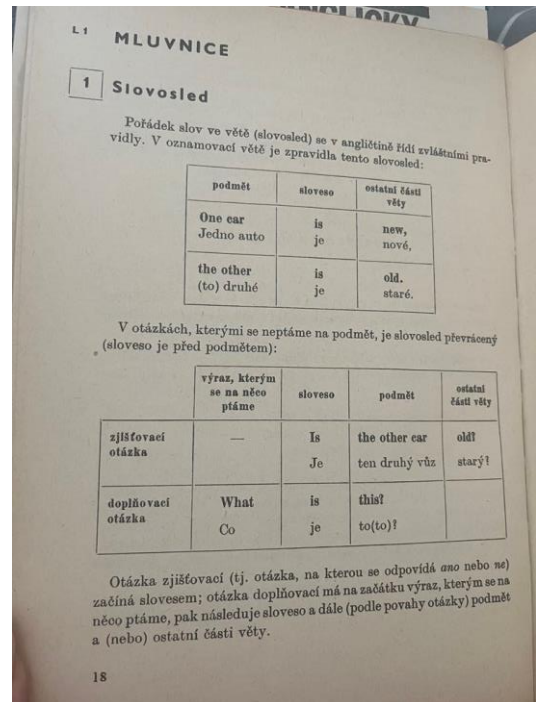 L 1 MLUVNICE
1 Slovosled
Pořádek slov ve větě (slovosled) se v angličtině řídí zvláštními pra-
vidly. V oznamovací větě je zpravidla tento slovosled:
podmět sloveso ostatní části
věty
One car is new,
Jedno auto je nové,
the other is old.
(to) druhé je staré.
V otázkách, kterými se neptáme na podmět, je slovosled převrácený
(sloveso je před podmětem):
výraz, kterým
se na něco
ptáme sloveso podmět ostatní
části věty
zjišťovací
otázka — Is the other car old?
Je ten druhý vůz starý?
doplňovací
otázka What is this?
Co je to(to)?
Otázka zjišťovací (tj. otázka, na kterou se odpovídá ano nebo ne)
začíná slovesem; otázka doplňovací má na začátku výraz, kterým se na
něco ptáme, pak následuje sloveso a dále (podle povahy otázky) podmět
a (nebo) ostatní části věty.
18